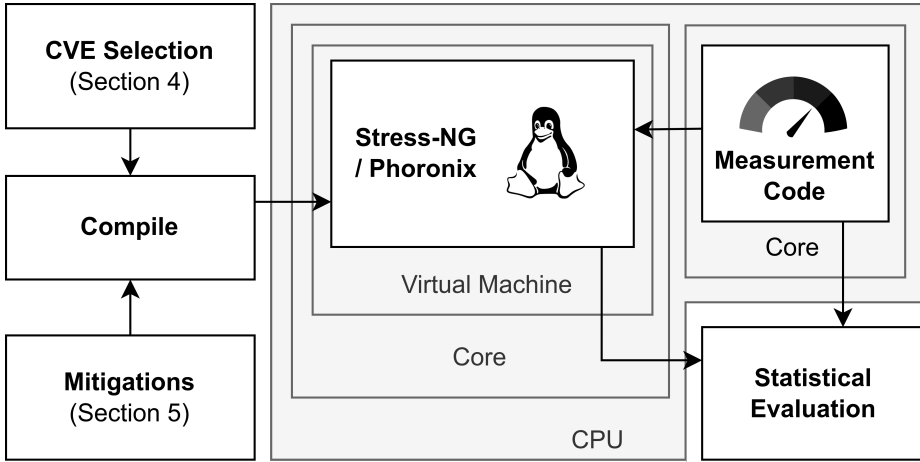 CVE Selection
(Section 4)
Compile
Mitigations
(Section 5)
Stress-NG
/ Phoronix
Virtual Machine
Core
CPU
Measurement
Code
Core
Statistical
Evaluation